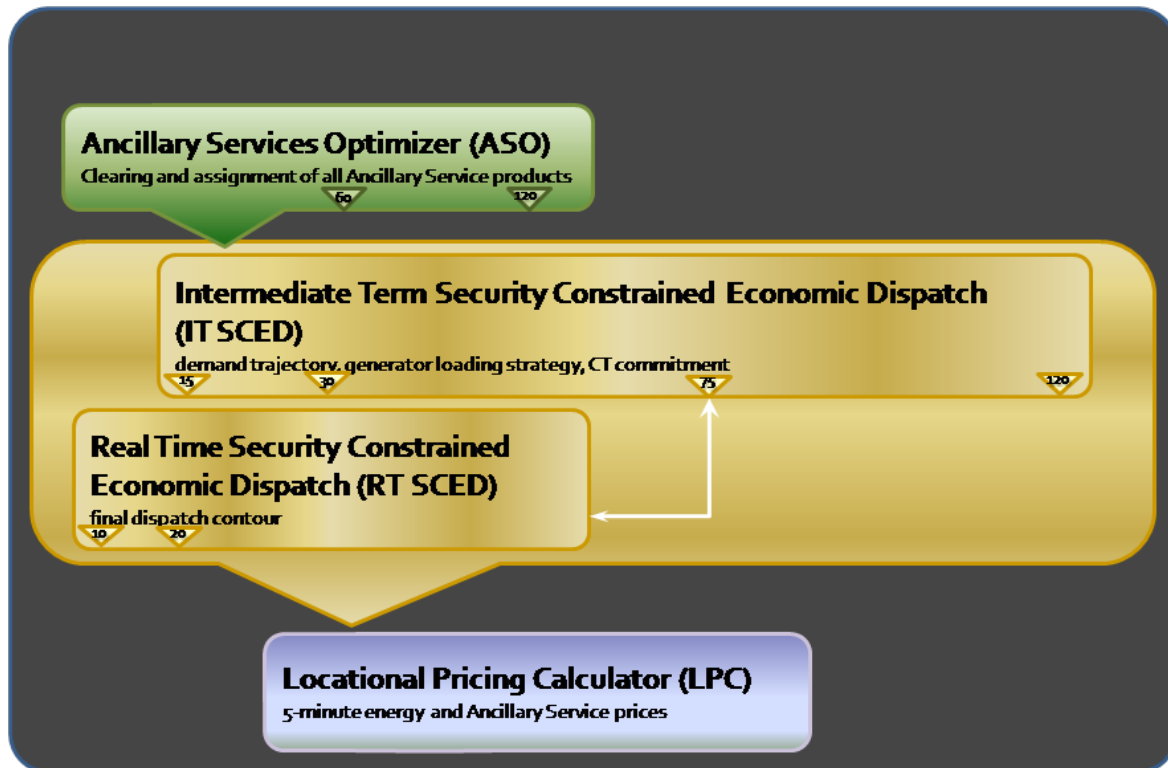 Ancillary Services Optimizer (ASO)
Clearing and assignment of all Ancillary Service products
60 120
Intermediate Term Security Constrained Economic Dispatch
(IT SCED)
demand trajectory, generator loading strategy, CT commitment
15 30 75 120
Real Time Security Constrained
Economic Dispatch (RT SCED)
final dispatch contour
10 20
Locational Pricing Calculator (LPC)
5-minute energy and Ancillary Service prices